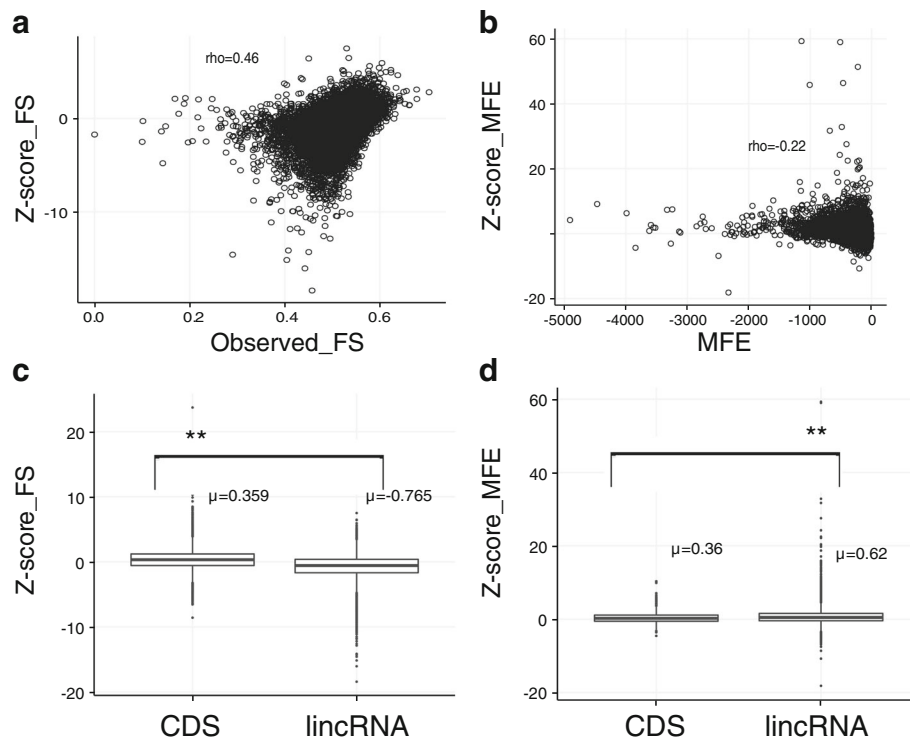 a
rho=0.46
Z-score_FS
0
-10
0.0
0.2
0.4
0.6
Observed_FS
b
60
40
20
-20
rho=-0.22
Z-score_MFE
-5000
-4000
-3000
-2000
-1000
0
MFE
c
20
10
0
-10
-20
Z-score_FS
**
μ=0.359
μ=-0.765
CDS
lincRNA
d
60
40
20
0
-20
Z-score_MFE
**
μ=0.36
μ=0.62
CDS
lincRNA